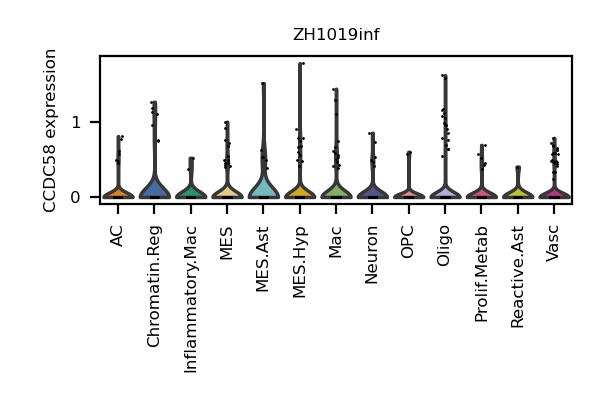 ZH1019inf
CCDC58 expression
1
0
AC
Chromatin.Reg
Inflammatory.Mac
MES
MES.Ast
MES.Hyp
Mac
Neuron
OPC
Oligo
Prolif.Metab
Reactive.Ast
Vasc